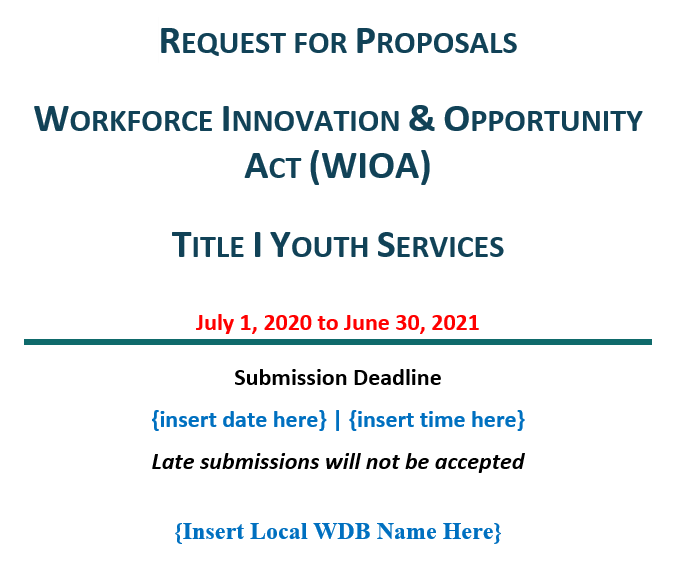 REQUEST FOR PROPOSALS
WORKFORCE INNOVATION & OPPORTUNITY
ACT (WIOA)
TITLE I YOUTH SERVICES
July 1, 2020 to June 30, 2021
Submission Deadline
{insert date here} | {insert time here}
Late submissions will not be accepted
{Insert Local WDB Name Here}